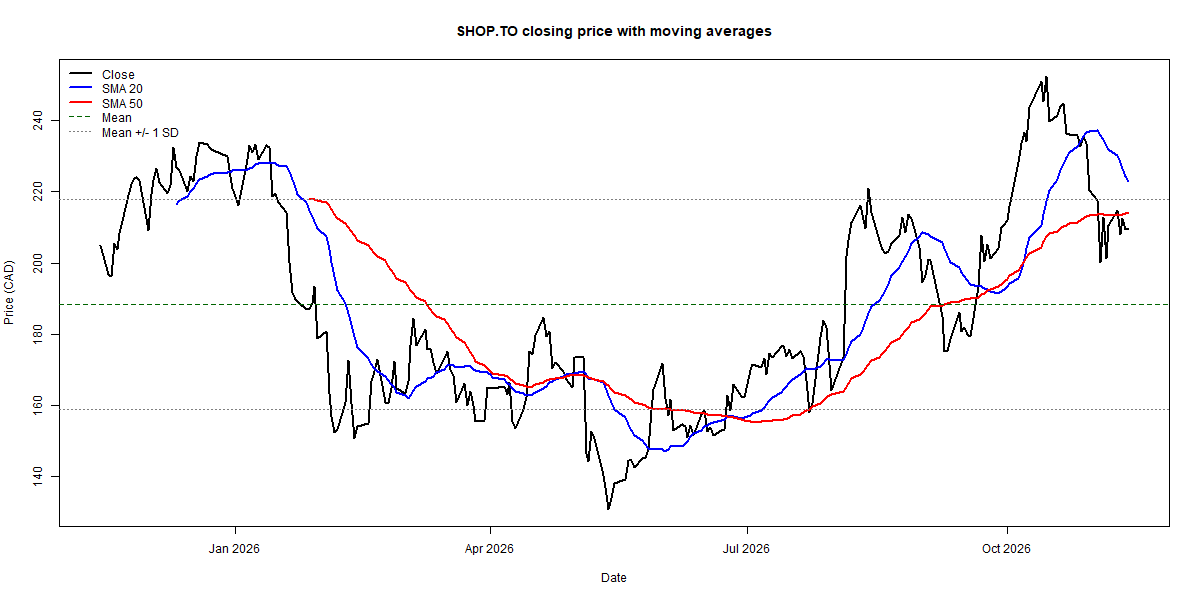 SHOP.TO closing price with moving averages
Close
SMA 20
SMA 50
Mean
Mean +/- 1 SD
Price (CAD)
240
220
200
180
160
140
Jan 2026
Apr 2026
Jul 2026
Oct 2026
Date